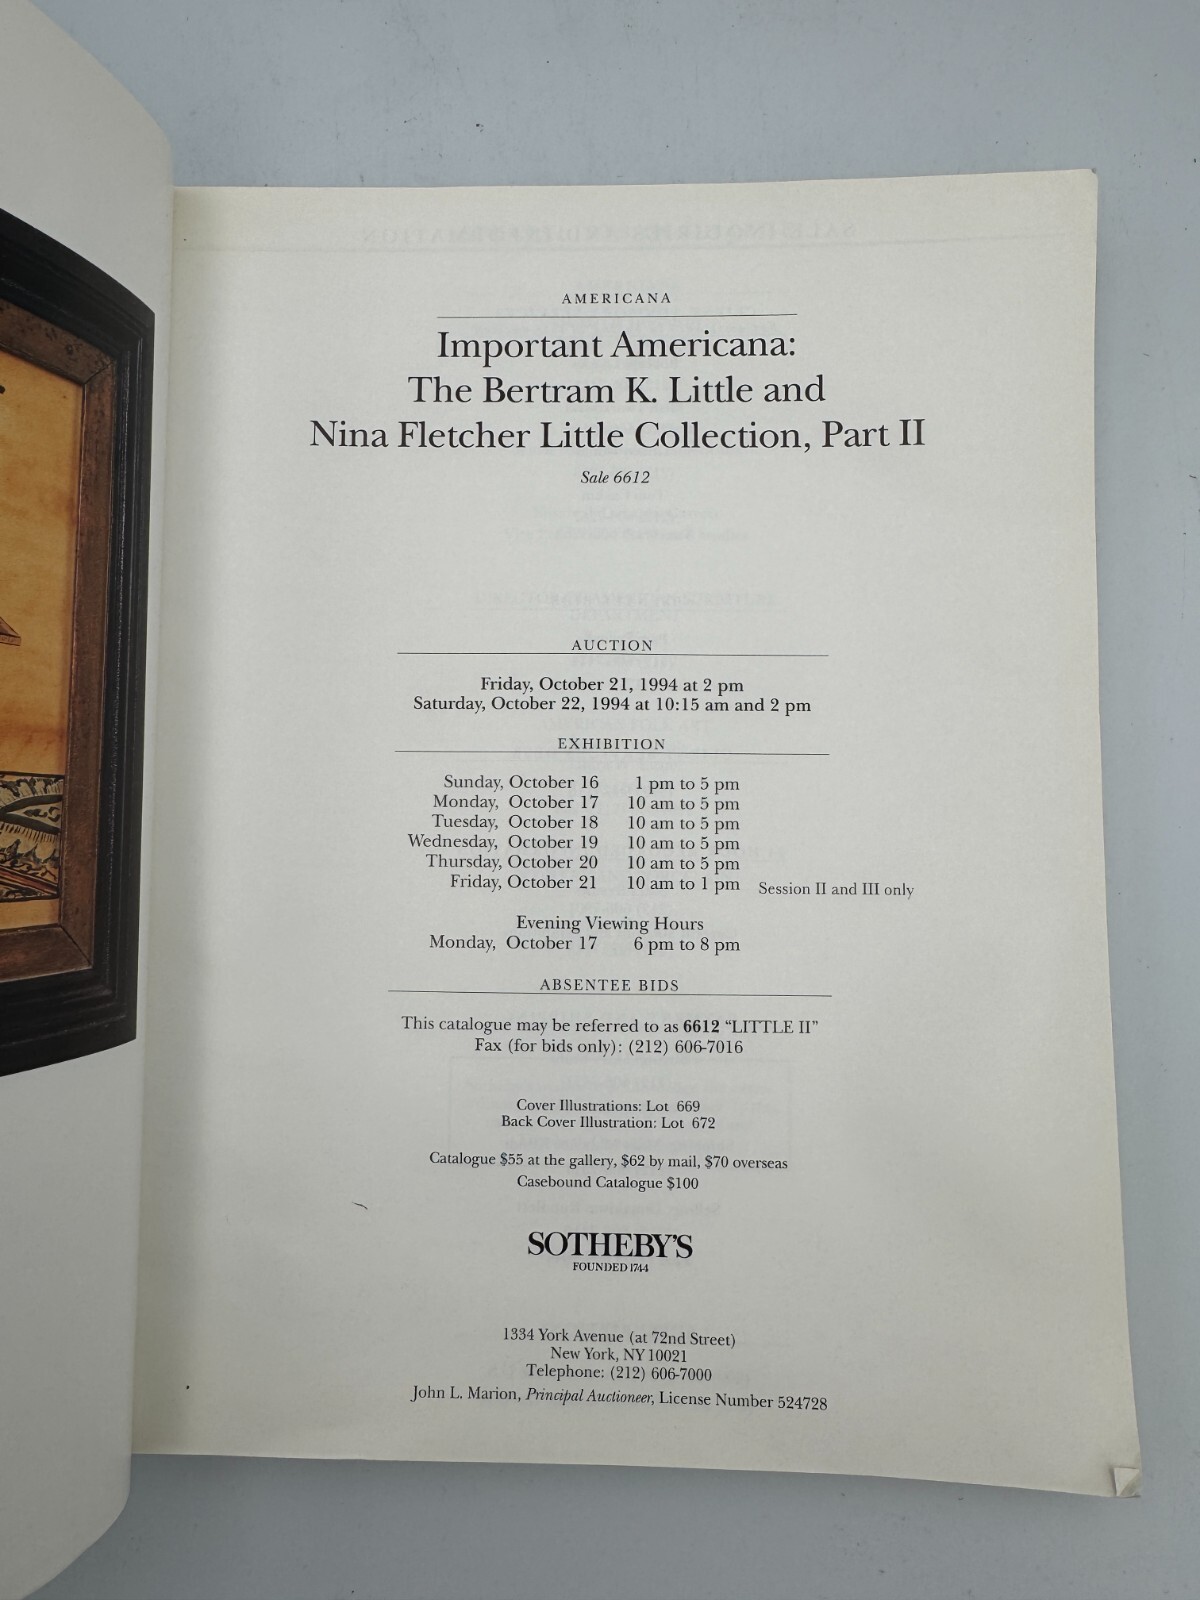 AMERICANA
Important Americana:
The Bertram K. Little and
Nina Fletcher Little Collection, Part II
Sale 6612
AUCTION
Friday, October 21, 1994 at 2 pm
Saturday, October 22, 1994 at 10:15 am and 2 pm
EXHIBITION
Sunday, October 16 1 pm to 5 pm
Monday, October 17 10 am to 5 pm
Tuesday, October 18 10 am to 5 pm
Wednesday, October 19 10 am to 5 pm
Thursday, October 20 10 am to 5 pm
Friday, October 21 10 am to 1 pm Session II and III only
Evening Viewing Hours
Monday, October 17 6 pm to 8 pm
ABSENTEE BIDS
This catalogue may be referred to as 6612 “LITTLE II”
Fax (for bids only): (212) 606-7016
Cover Illustrations: Lot 669
Back Cover Illustration: Lot 672
Catalogue $55 at the gallery, $62 by mail, $70 overseas
Casebound Catalogue $100
SOTHEBY'S
FOUNDED 1744
1334 York Avenue (at 72nd Street)
New York, NY 10021
Telephone: (212) 606-7000
John L. Marion, Principal Auctioneer, License Number 524728